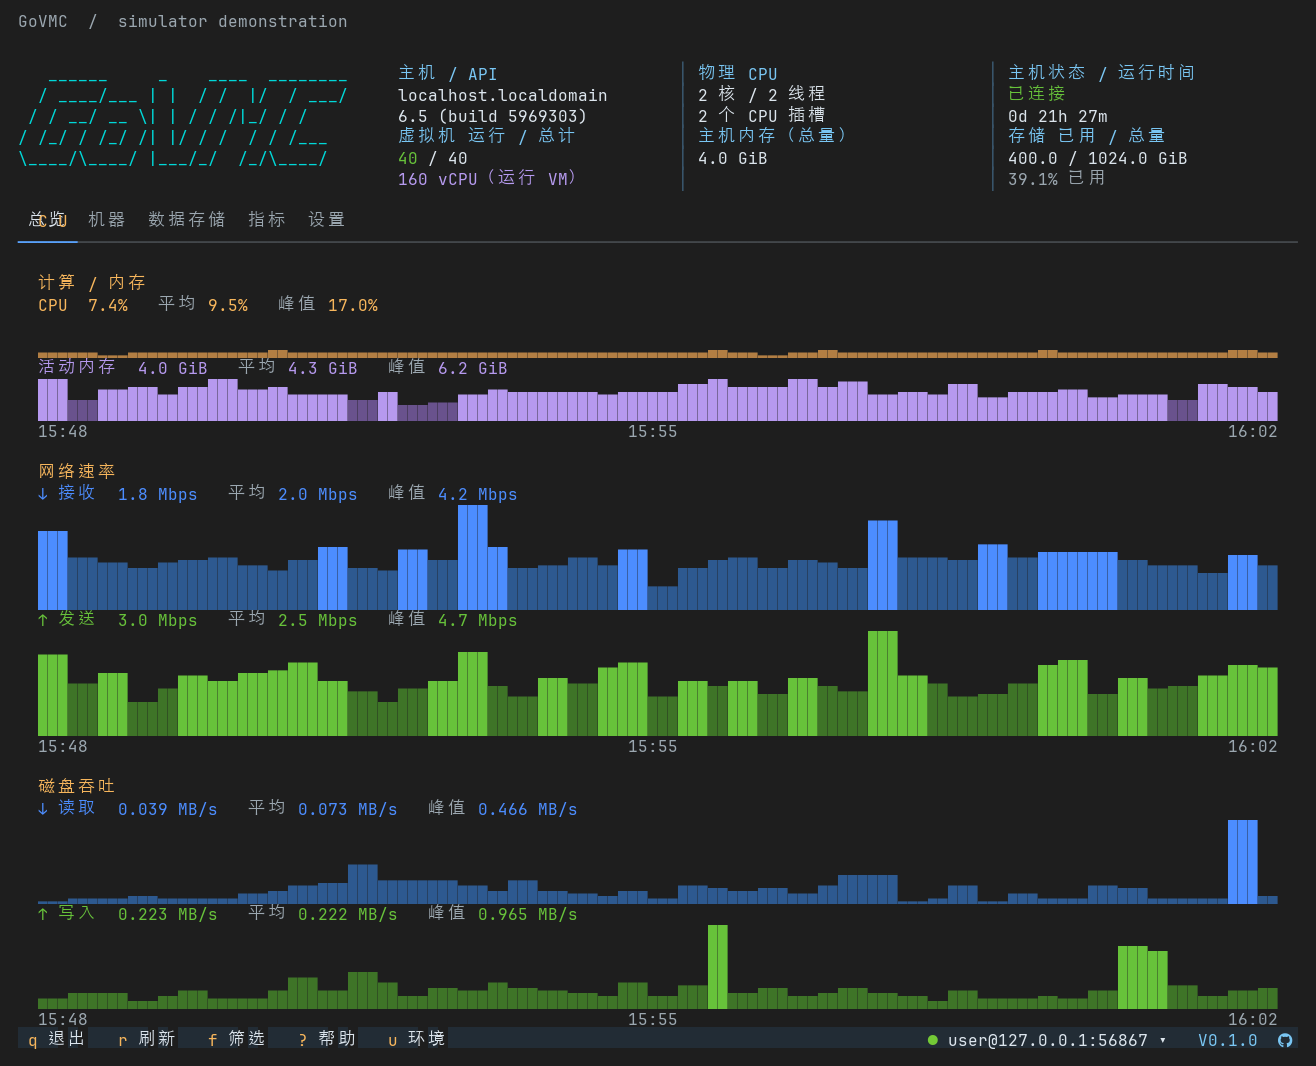 GoVMC / simulator demonstration
主机 / API
localhost.localdomain
6.5 (build 5969303)
虚拟机 运行 / 总计
40 / 40
160 vCPU（运行 VM）
物理 CPU
2 核 / 2 线程
2 个 CPU 插槽
主机内存（总量）
4.0 GiB
主机状态 / 运行时间
已连接
0d 21h 27m
存储 已用 / 总量
400.0 / 1024.0 GiB
39.1% 已用
总览 机器 数据存储 指标 设置
计算 / 内存
CPU 7.4% 平均 9.5% 峰值 17.0%
活动内存 4.0 GiB 平均 4.3 GiB 峰值 6.2 GiB
15:48 15:55 16:02
网络速率
↓ 接收 1.8 Mbps 平均 2.0 Mbps 峰值 4.2 Mbps
↑ 发送 3.0 Mbps 平均 2.5 Mbps 峰值 4.7 Mbps
15:48 15:55 16:02
磁盘吞吐
↓ 读取 0.039 MB/s 平均 0.073 MB/s 峰值 0.466 MB/s
↑ 写入 0.223 MB/s 平均 0.222 MB/s 峰值 0.965 MB/s
15:48 15:55 16:02
q 退出 r 刷新 f 筛选 ? 帮助 u 环境 ● user@127.0.0.1:56867 ▾ V0.1.0